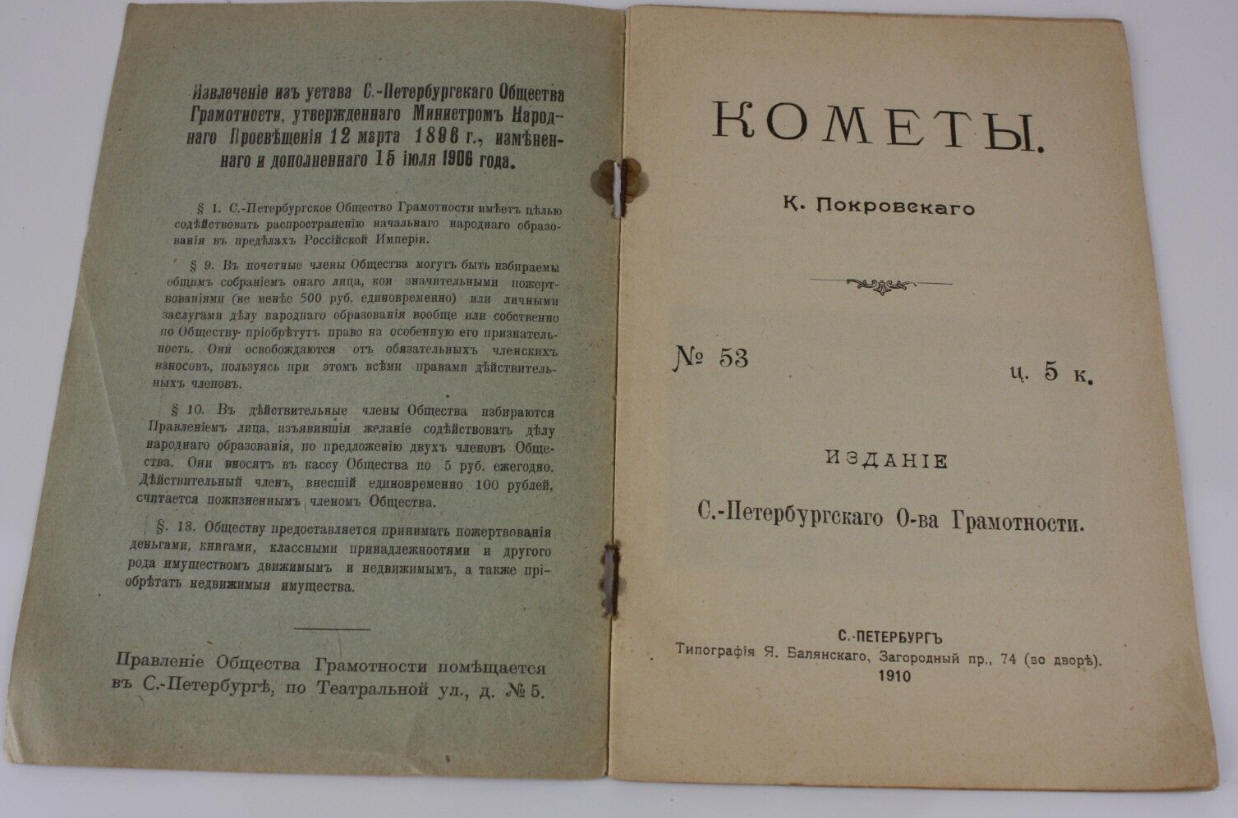 Извлеченіе изъ устава С.-Петербургскаго Общества
Грамотности, утвержденнаго Министромъ Народ-
наго Просвѣщенія 12 марта 1896 г., измѣнен-
наго и дополненнаго 15 іюля 1906 года.
§ 1. С.-Петербургское Общество Грамотности имѣетъ цѣлью
содѣйствовать распространенію начальнаго народнаго образо-
ванія въ предѣлахъ Россійской Имперіи.
§ 9. Въ почетные члены Общества могутъ быть избираемы
общимъ собраніемъ онаго лица, кои значительными пожерт-
вованіями (не менѣе 500 руб. единовременно) или личными
заслугами дѣлу народнаго образованія вообще или собственно
по Обществу пріобрѣтутъ право на особенную его признатель-
ность. Они освобождаются отъ обязательныхъ членскихъ
взносовъ, пользуясь при этомъ всѣми правами дѣйствитель-
ныхъ членовъ.
§ 10. Въ дѣйствительные члены Общества избираются
Правленіемъ лица, изъявившія желаніе содѣйствовать дѣлу
народнаго образованія, по предложенію двухъ членовъ Обще-
ства. Они вносятъ въ кассу Общества по 5 руб. ежегодно.
Дѣйствительный членъ, внесшій единовременно 100 рублей,
считается пожизненнымъ членомъ Общества.
§. 13. Обществу предоставляется принимать пожертвованія
деньгами, книгами, классными принадлежностями и другого
рода имуществомъ движимымъ и недвижимымъ, а также прі-
обрѣтать недвижимыя имущества.
Правленіе Общества Грамотности помѣщается
въ С.-Петербургѣ, по Театральной ул., д. № 5.
КОМЕТЫ.
К. Покровскаго
№ 53
ц. 5 к.
ИЗДАНІЕ
С.-Петербургскаго О-ва Грамотности.
С.-ПЕТЕРБУРГЪ
Типографія Я. Балянскаго, Загородный пр., 74 (во дворѣ).
1910